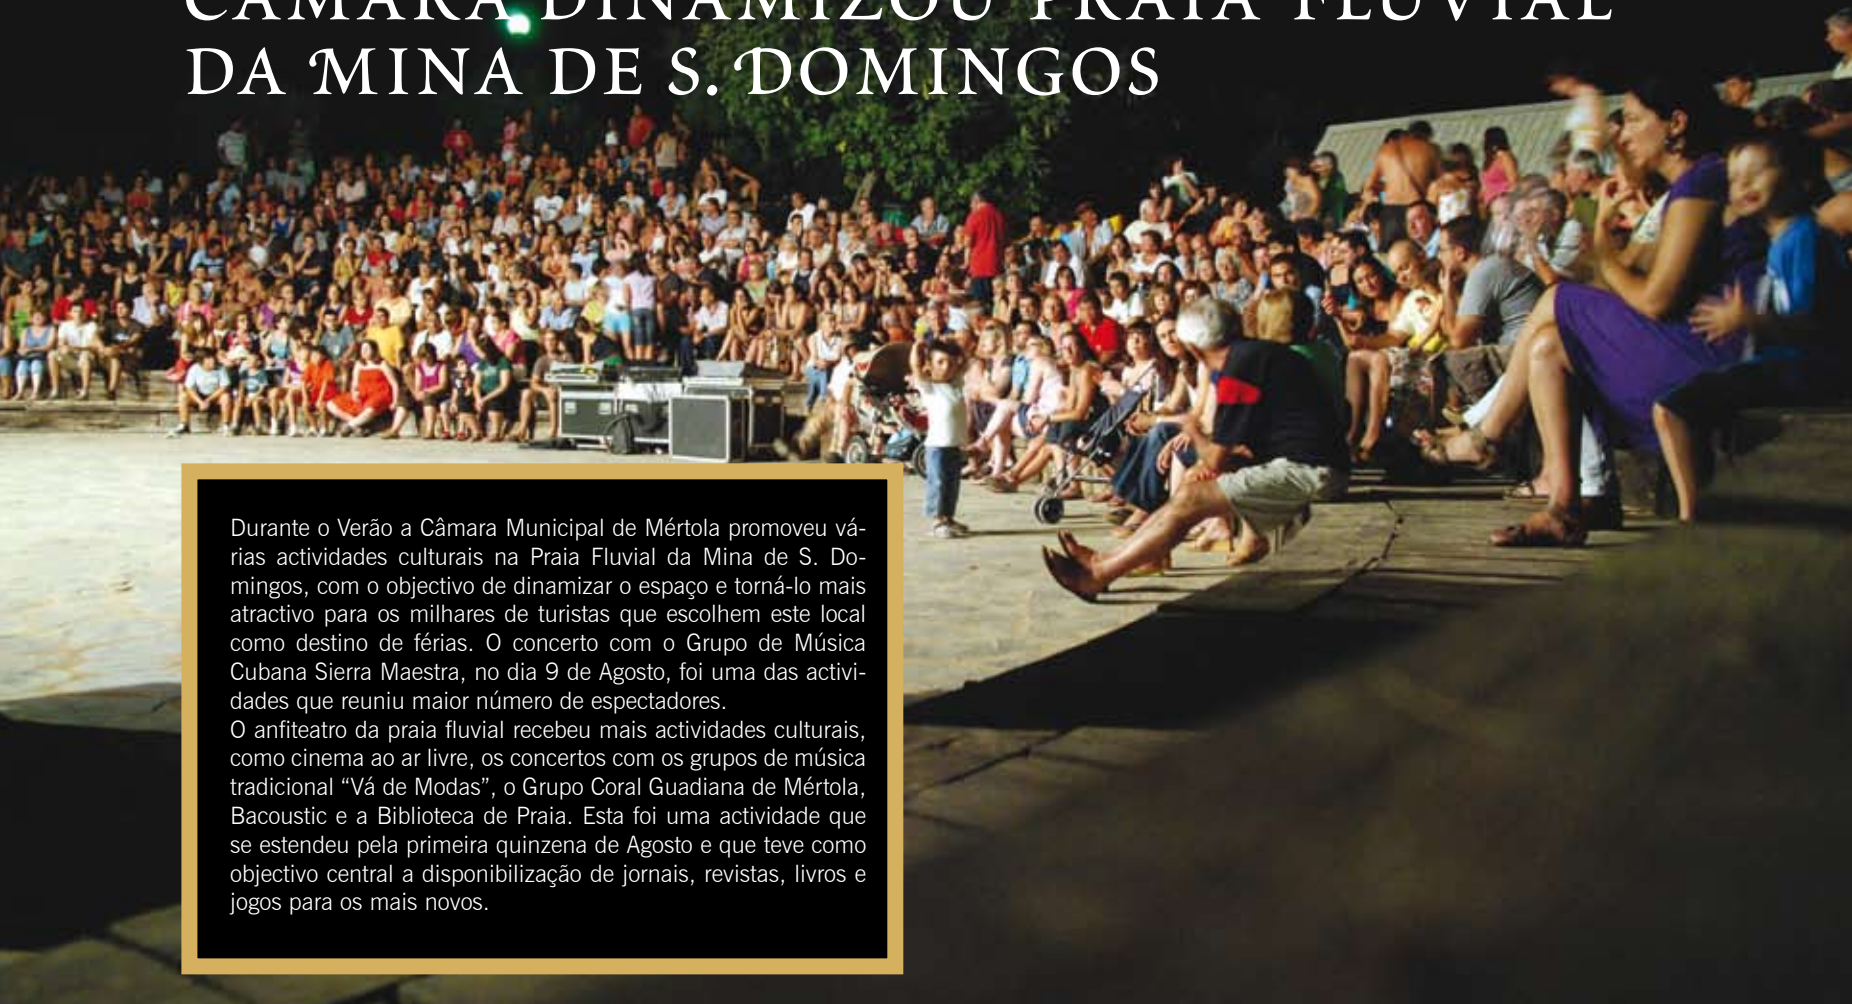 CÂMARA DINAMIZOU PRAIA FLUVIAL
DA MINA DE S. DOMINGOS
Durante o Verão a Câmara Municipal de Mértola promoveu vá-
rias actividades culturais na Praia Fluvial da Mina de S. Do-
mingos, com o objectivo de dinamizar o espaço e torná-lo mais
atractivo para os milhares de turistas que escolhem este local
como destino de férias. O concerto com o Grupo de Música
Cubana Sierra Maestra, no dia 9 de Agosto, foi uma das activi-
dades que reuniu maior número de espectadores.
O anfiteatro da praia fluvial recebeu mais actividades culturais,
como cinema ao ar livre, os concertos com os grupos de música
tradicional “Vá de Modas”, o Grupo Coral Guadiana de Mértola,
Bacoustic e a Biblioteca de Praia. Esta foi uma actividade que
se estendeu pela primeira quinzena de Agosto e que teve como
objectivo central a disponibilização de jornais, revistas, livros e
jogos para os mais novos.